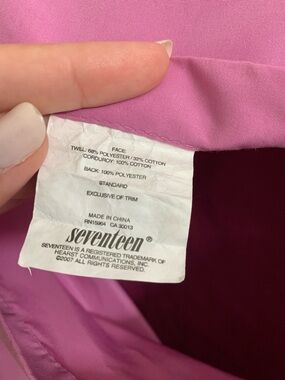 FACE:
TWILL: 68% POLYESTER / 32% COTTON
CORDUROY: 100% COTTON
BACK: 100% POLYESTER
STANDARD
EXCLUSIVE OF TRIM
MADE IN CHINA
RN15964 CA 30013
seventeen®
SEVENTEEN IS A REGISTERED TRADEMARK OF
HEARST COMMUNICATIONS, INC.
©2007 ALL RIGHTS RESERVED.